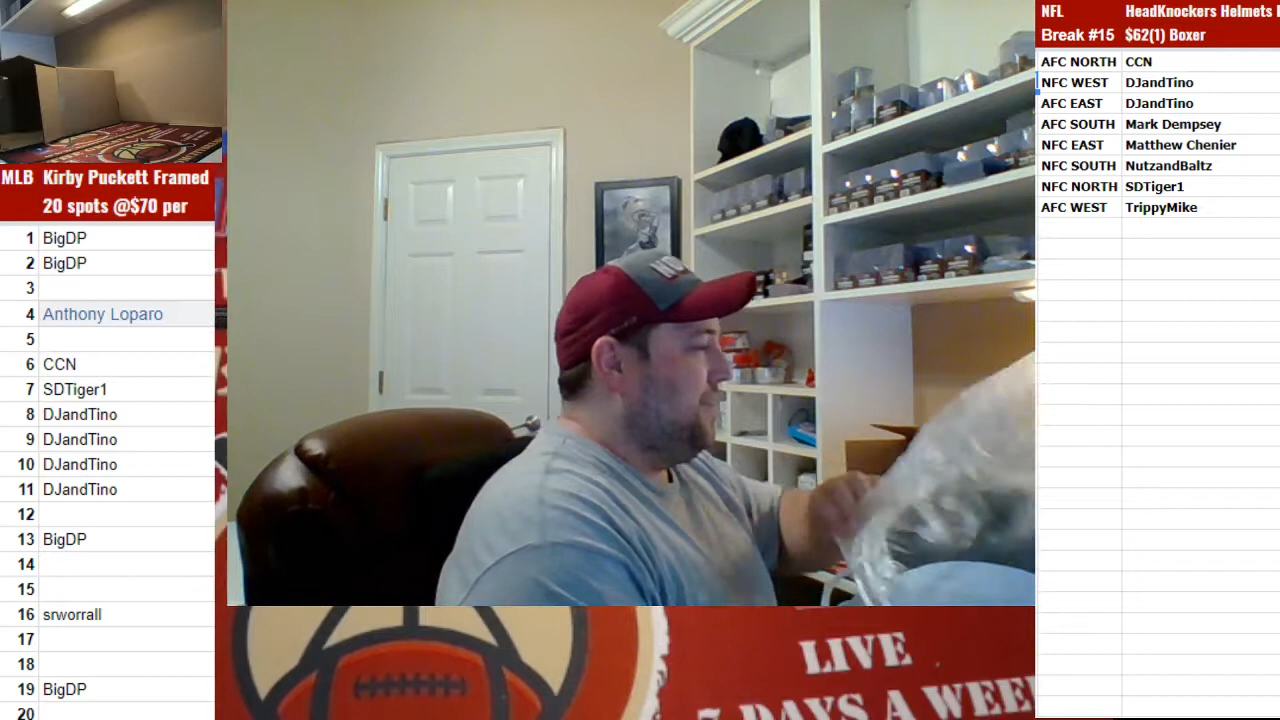 MLB Kirby Puckett Framed
20 spots @$70 per
1 BigDP
2 BigDP
3
4 Anthony Loparo
5
6 CCN
7 SDTiger1
8 DJandTino
9 DJandTino
10 DJandTino
11 DJandTino
12
13 BigDP
14
15
16 srworrall
17
18
19 BigDP
20
NFL HeadKnockers Helmets
Break #15 $62(1) Boxer
AFC NORTH CCN
NFC WEST DJandTino
AFC EAST DJandTino
AFC SOUTH Mark Dempsey
NFC EAST Matthew Chenier
NFC SOUTH NutzandBaltz
NFC NORTH SDTiger1
AFC WEST TrippyMike
LIVE
7 DAYS A WEE